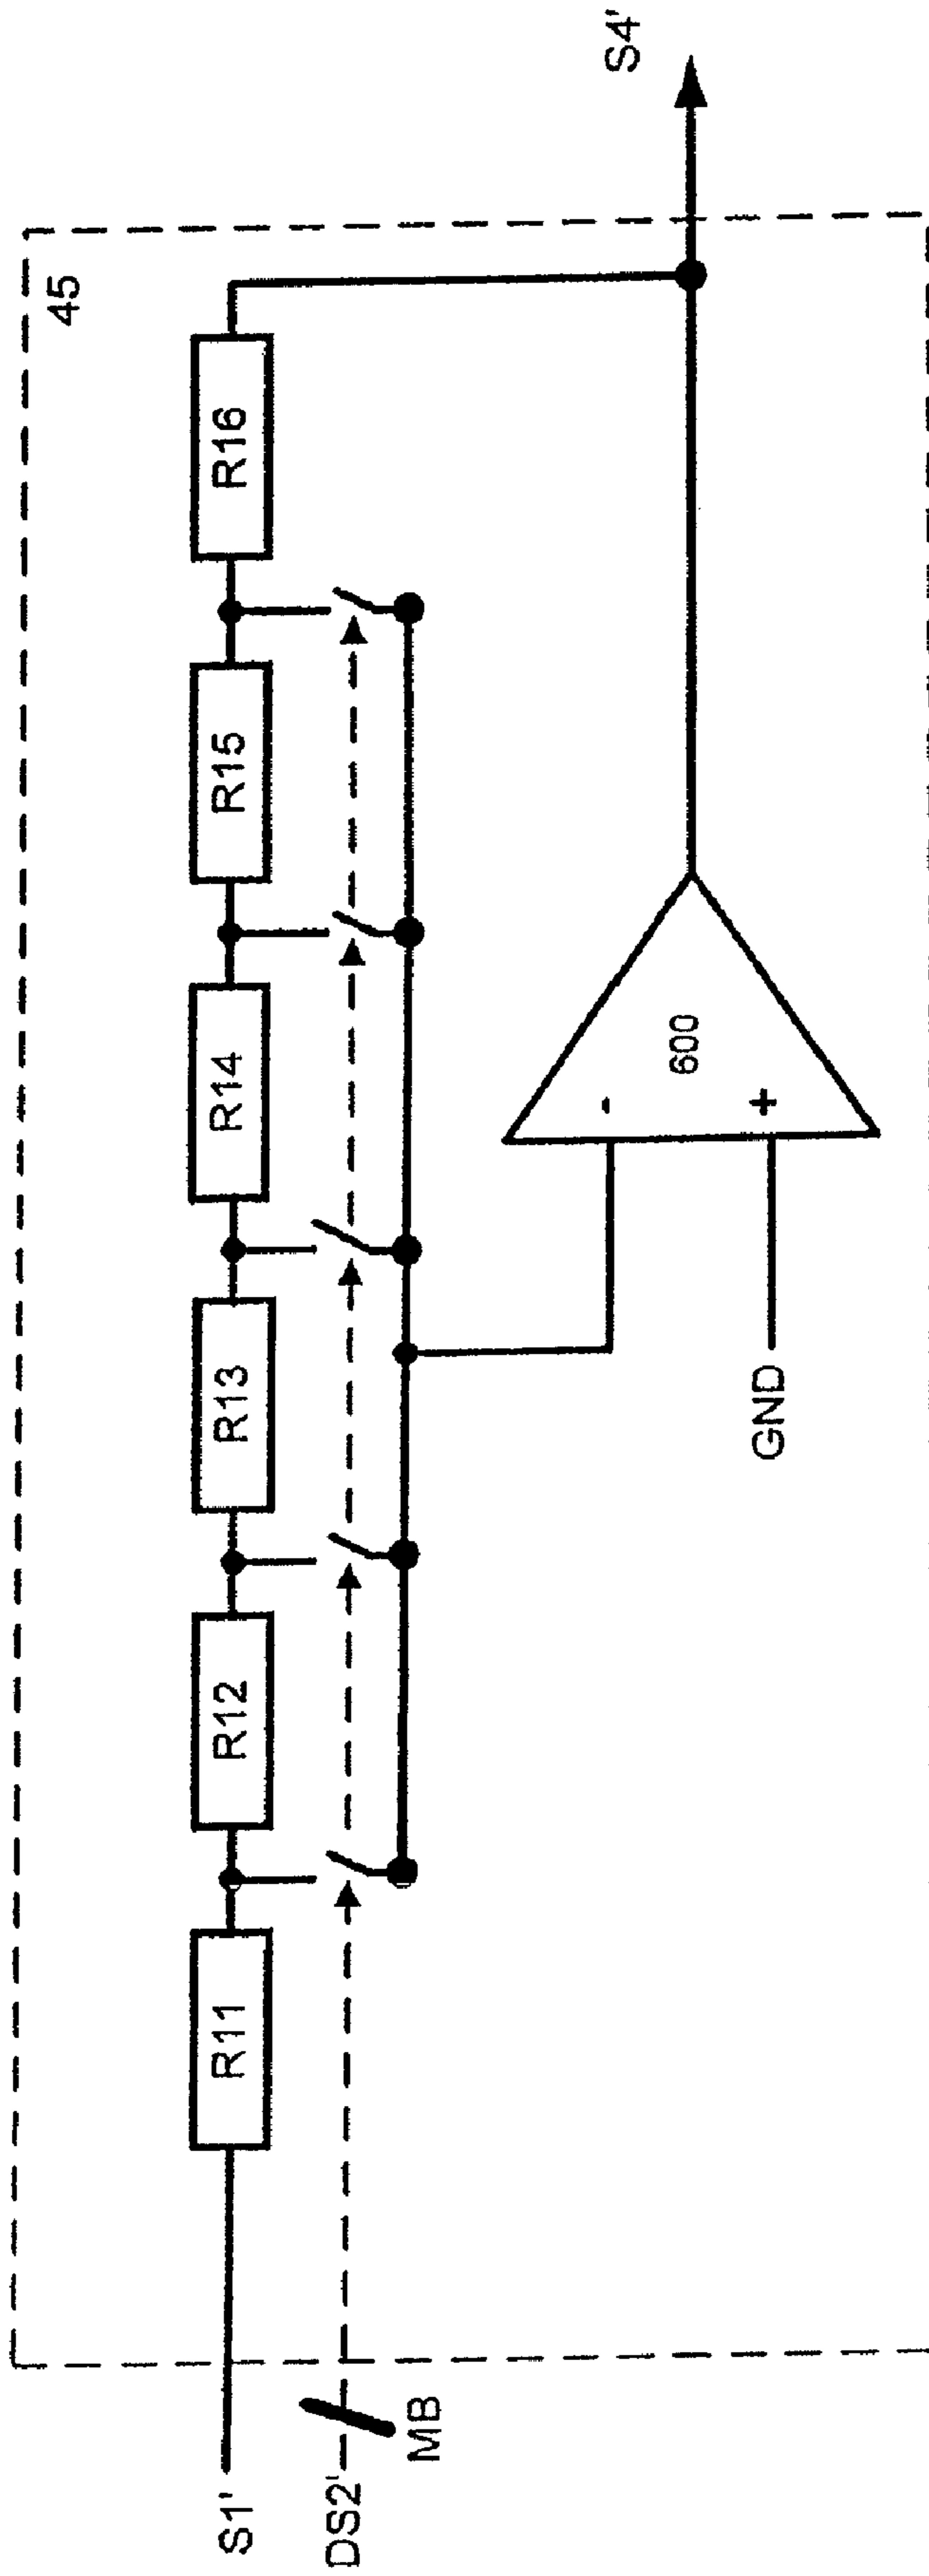 45
S4'
R11
R12
R13
R14
R15
R16
S1'
DS2'
MB
-
600
+
GND